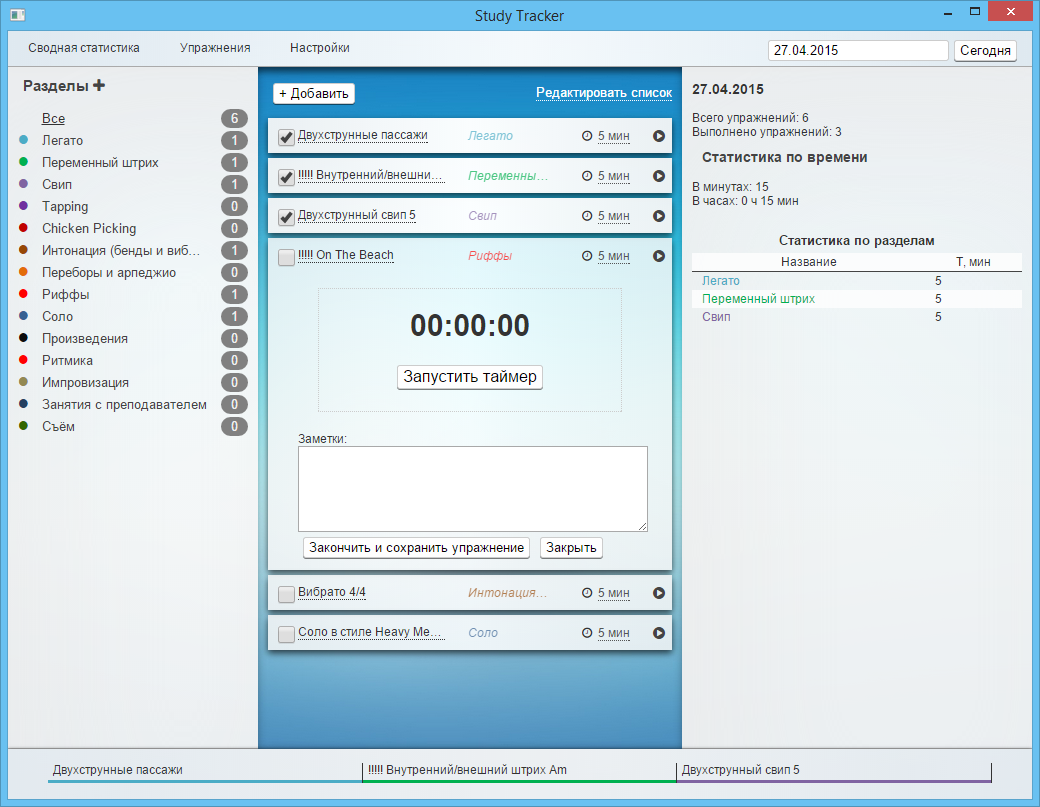 Study Tracker
Сводная статистика Упражнения Настройки 27.04.2015 Сегодня
Разделы
Все 6
Легато 1
Переменный штрих 1
Свип 1
Tapping 0
Chicken Picking 0
Интонация (бенды и виб... 1
Переборы и арпеджио 0
Риффы 1
Соло 1
Произведения 0
Ритмика 0
Импровизация 0
Занятия с преподавателем 0
Съём 0
+ Добавить Редактировать список
Двухструнные пассажи Легато 5 мин
!!!!! Внутренний/внешни... Переменны... 5 мин
Двухструнный свип 5 Свип 5 мин
!!!!! On The Beach Риффы 5 мин
00:00:00
Запустить таймер
Заметки:
Закончить и сохранить упражнение Закрыть
Вибрато 4/4 Интонация... 5 мин
Соло в стиле Heavy Me... Соло 5 мин
27.04.2015
Всего упражнений: 6
Выполнено упражнений: 3
Статистика по времени
В минутах: 15
В часах: 0 ч 15 мин
Статистика по разделам
Название Т, мин
Легато 5
Переменный штрих 5
Свип 5
Двухструнные пассажи !!!!! Внутренний/внешний штрих Am Двухструнный свип 5